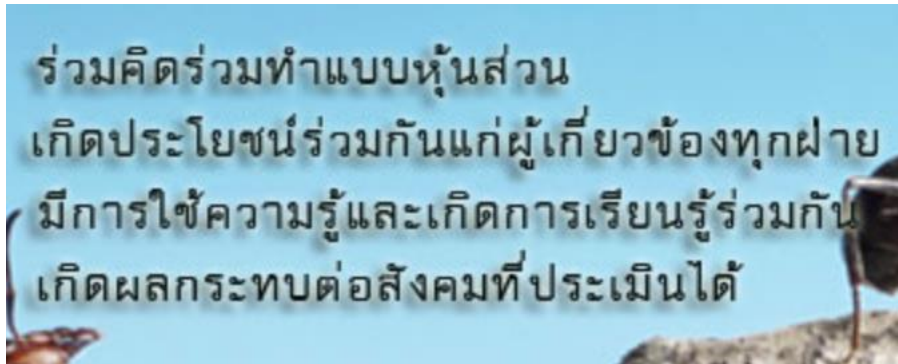 ร่วมคิดร่วมทำแบบหุ้นส่วน
เกิดประโยชน์ร่วมกันแก่ผู้เกี่ยวข้องทุกฝ่าย
มีการใช้ความรู้และเกิดการเรียนรู้ร่วมกัน
เกิดผลกระทบต่อสังคมที่ประเมินได้